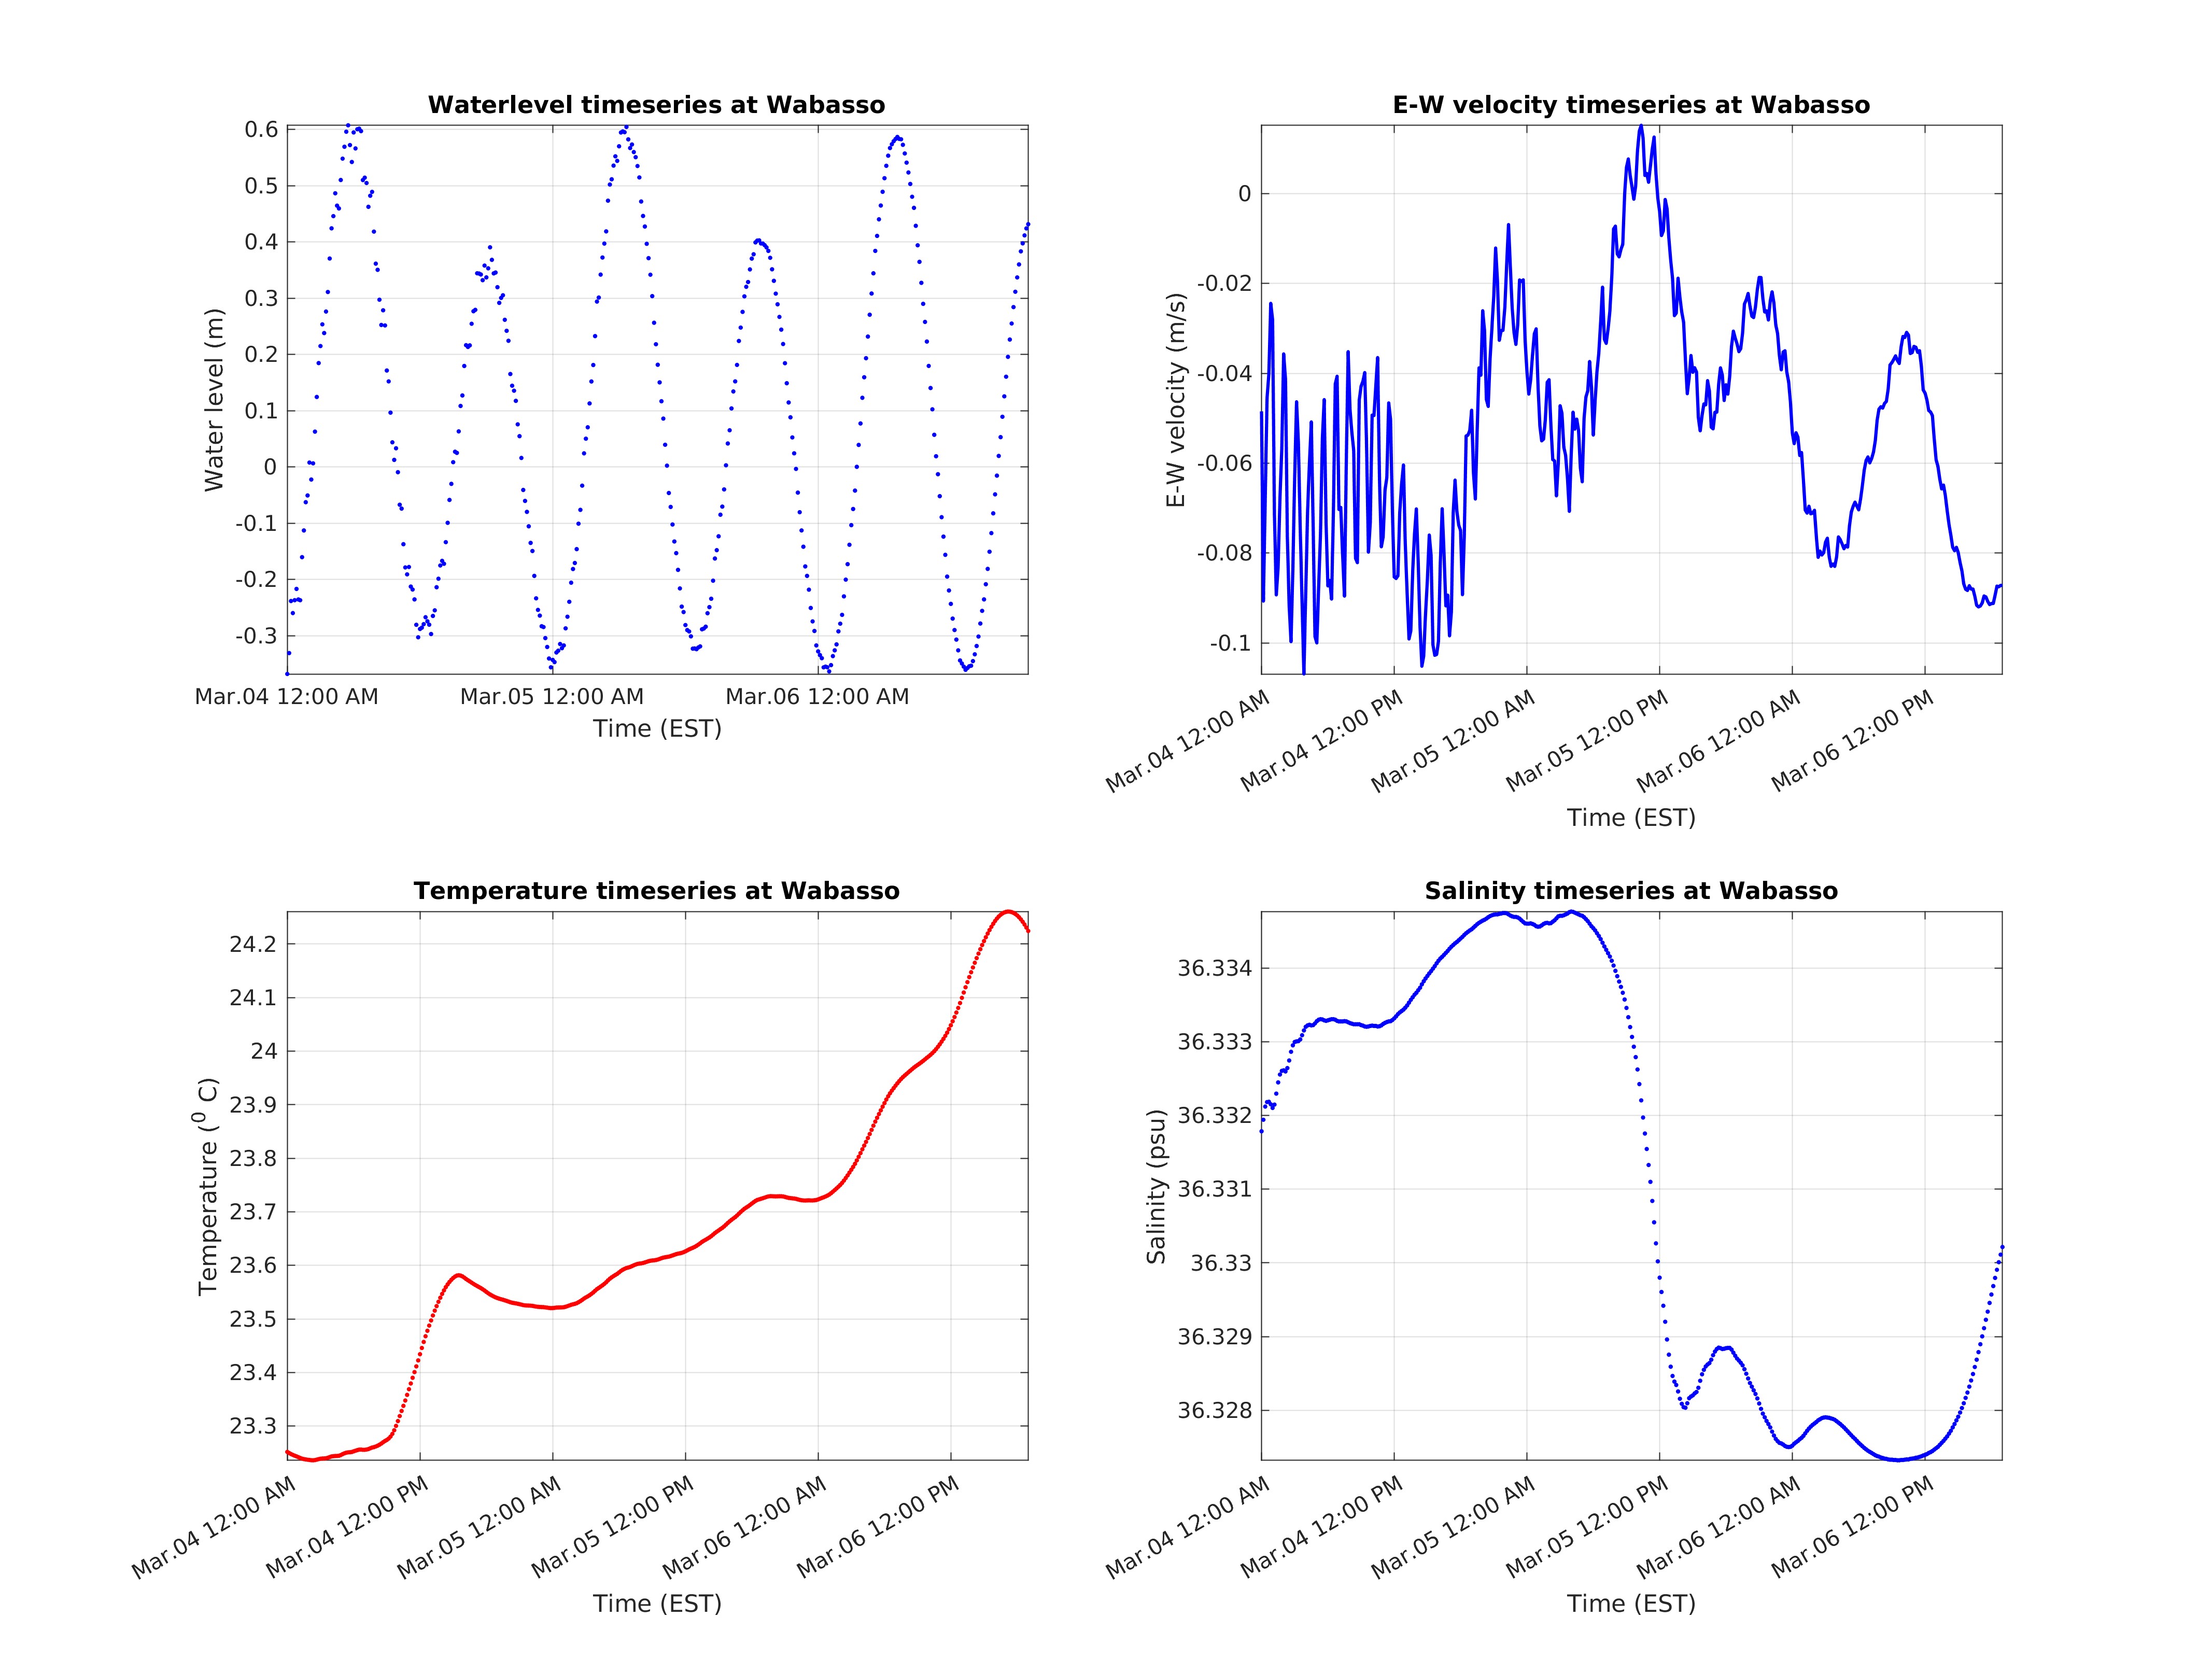 Waterlevel timeseries at Wabasso
0.6
0.5
0.4
0.3
0.2
0.1
0
-0.1
-0.2
-0.3
Water level (m)
Mar.04 12:00 AM
Mar.05 12:00 AM
Mar.06 12:00 AM
Time (EST)
E-W velocity timeseries at Wabasso
0
-0.02
-0.04
-0.06
-0.08
-0.1
E-W velocity (m/s)
Mar.04 12:00 AM
Mar.04 12:00 PM
Mar.05 12:00 AM
Mar.05 12:00 PM
Mar.06 12:00 AM
Mar.06 12:00 PM
Time (EST)
Temperature timeseries at Wabasso
24.2
24.1
24
23.9
23.8
23.7
23.6
23.5
23.4
23.3
Temperature (⁰ C)
Mar.04 12:00 AM
Mar.04 12:00 PM
Mar.05 12:00 AM
Mar.05 12:00 PM
Mar.06 12:00 AM
Mar.06 12:00 PM
Time (EST)
Salinity timeseries at Wabasso
36.334
36.333
36.332
36.331
36.33
36.329
36.328
Salinity (psu)
Mar.04 12:00 AM
Mar.04 12:00 PM
Mar.05 12:00 AM
Mar.05 12:00 PM
Mar.06 12:00 AM
Mar.06 12:00 PM
Time (EST)